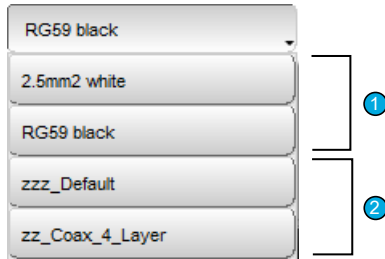 RG59 black
2.5mm2 white
1
RG59 black
zzz_Default
2
zz_Coax_4_Layer